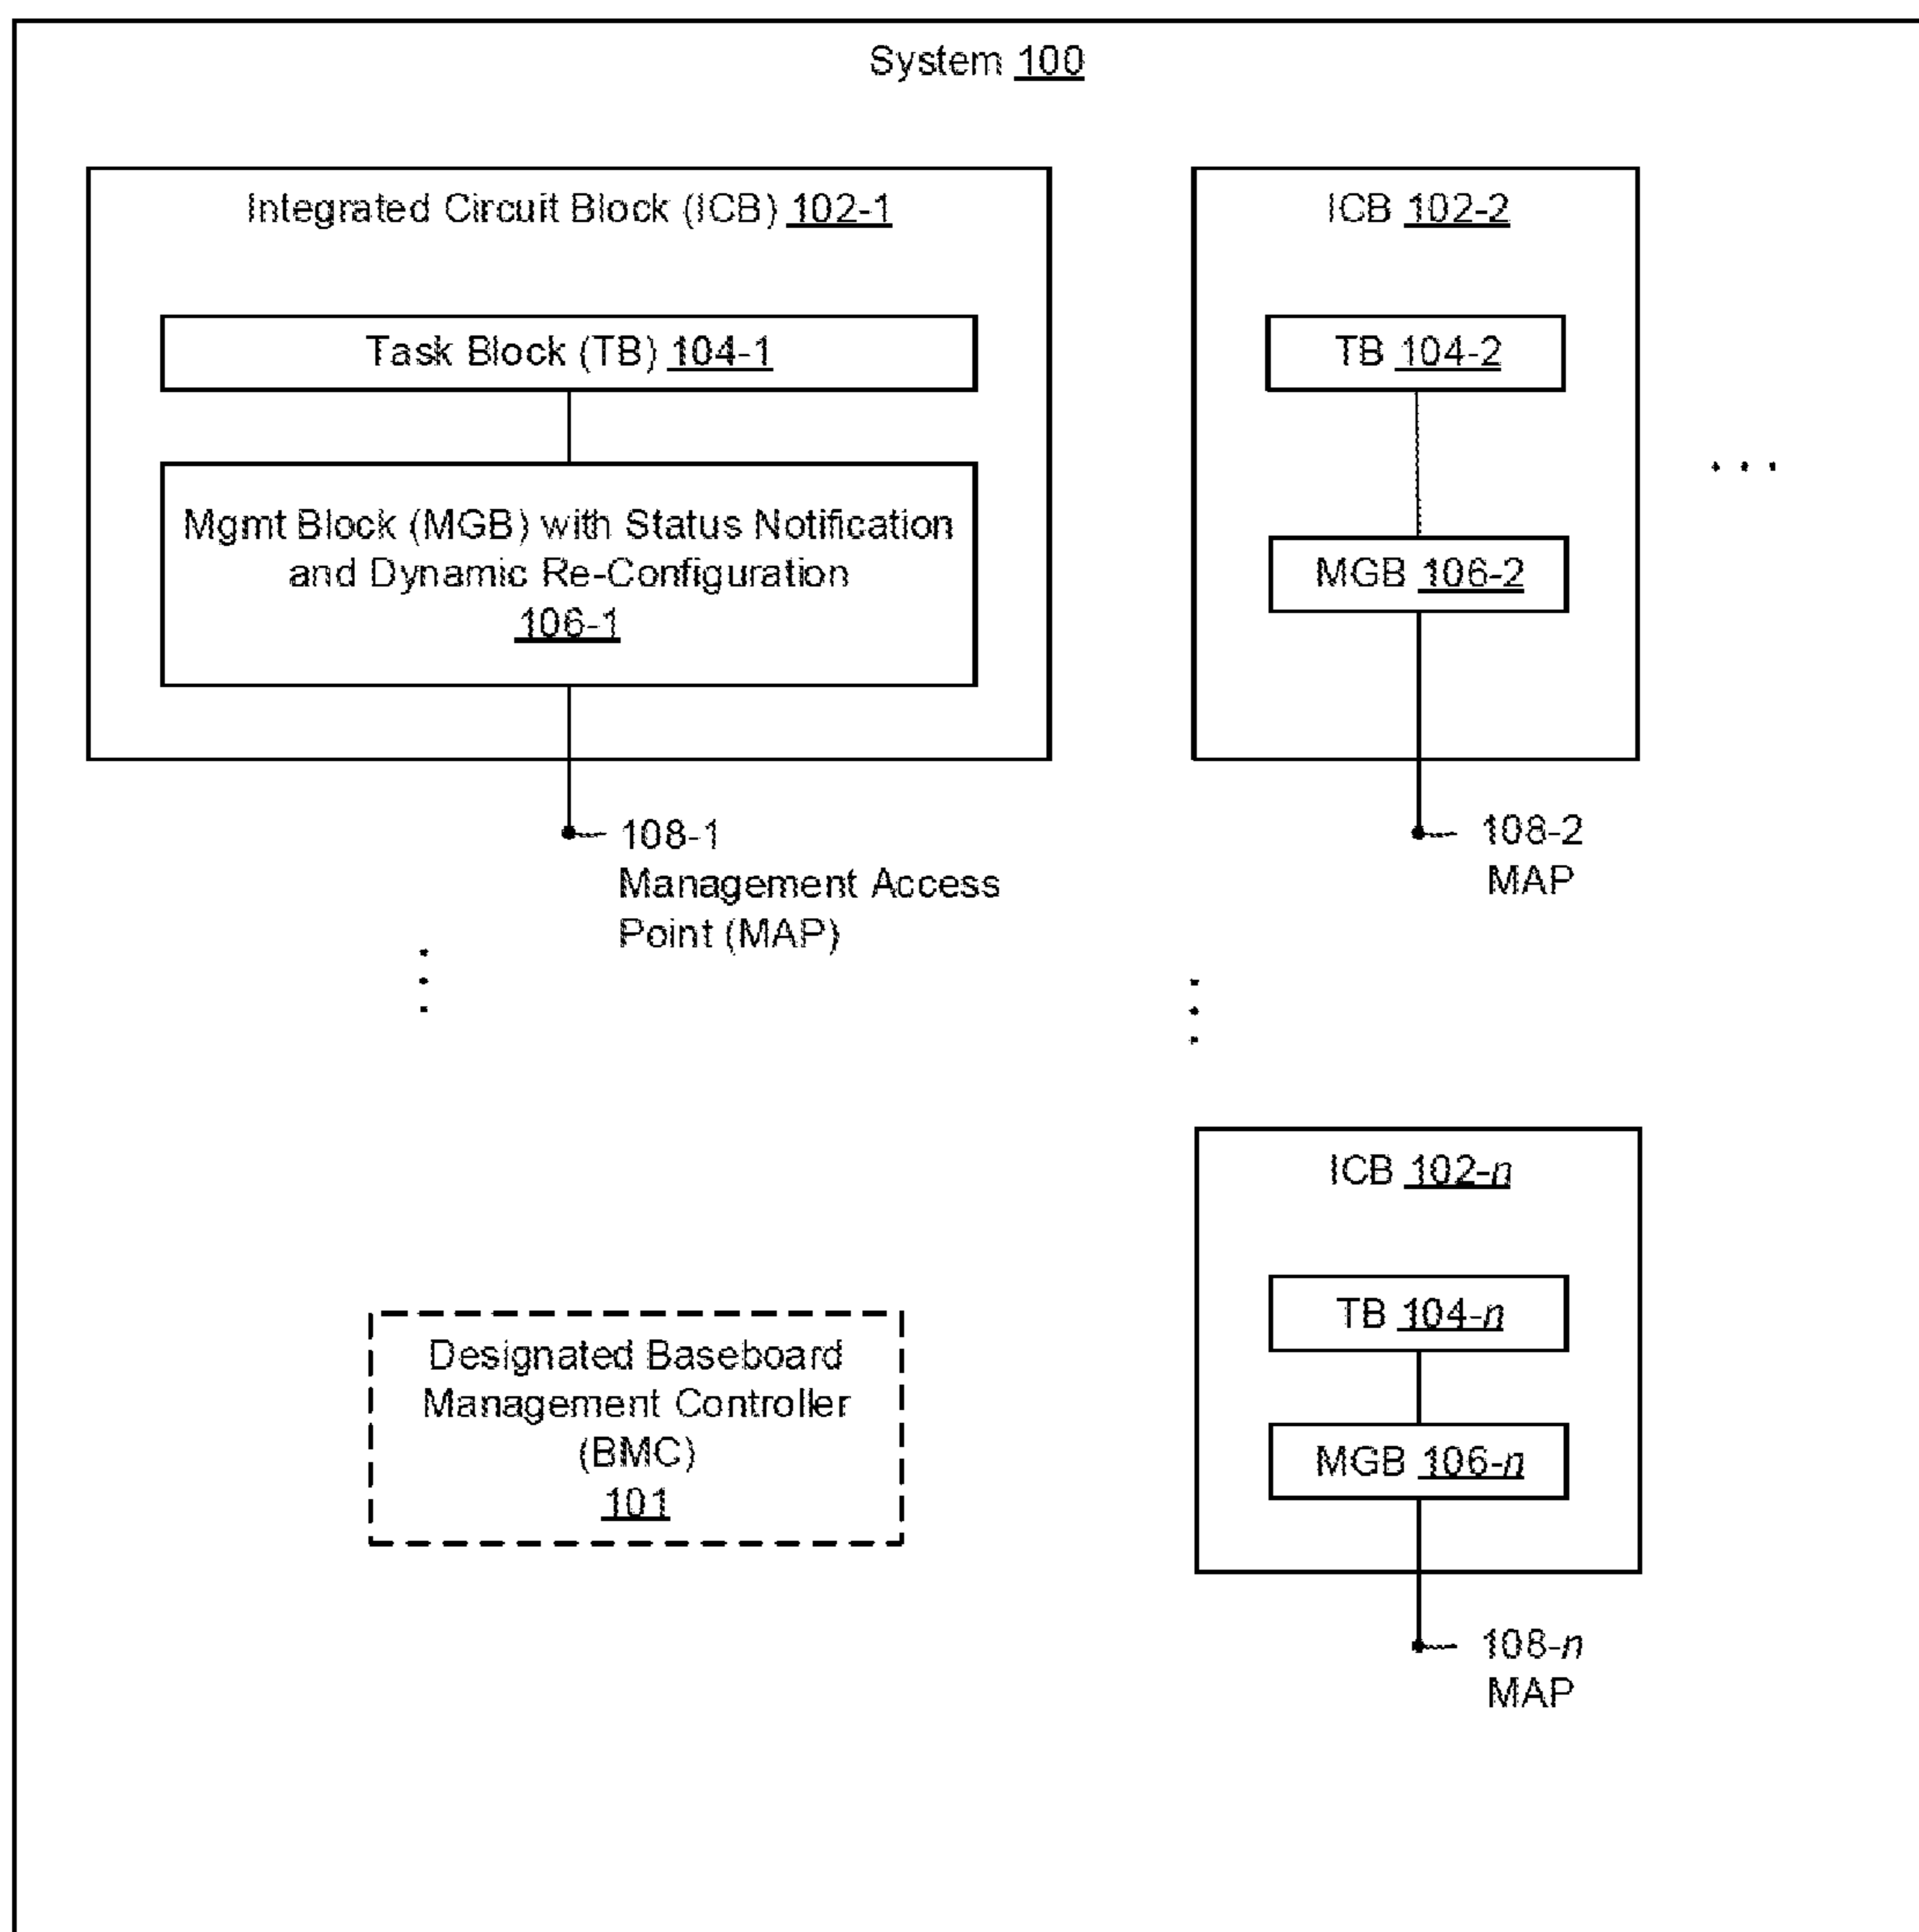 System 100
Integrated Circuit Block (ICB) 102-1
Task Block (TB) 104-1
Mgmt Block (MGB) with Status Notification
and Dynamic Re-Configuration
106-1
108-1
Management Access
Point (MAP)
ICB 102-2
TB 104-2
MGB 106-2
108-2
MAP
. . .
Designated Baseboard
Management Controller
(BMC)
101
ICB 102-n
TB 104-n
MGB 106-n
108-n
MAP